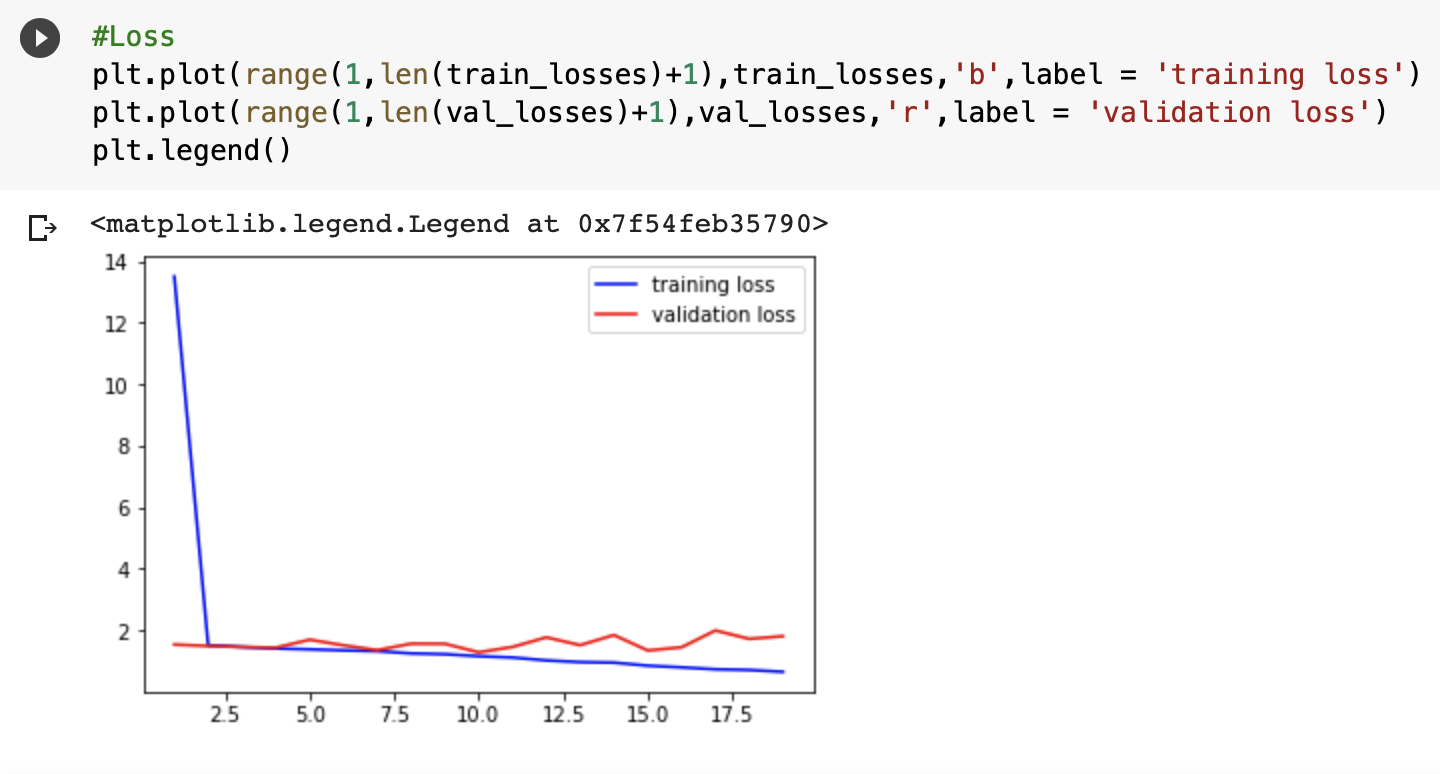 #Loss
plt.plot(range(1,len(train_losses)+1),train_losses,'b',label = 'training loss')
plt.plot(range(1,len(val_losses)+1),val_losses,'r',label = 'validation loss')
plt.legend()
<matplotlib.legend.Legend at 0x7f54feb35790>
14
training loss
validation loss
12
10
8
6
4
2
2.5 5.0 7.5 10.0 12.5 15.0 17.5